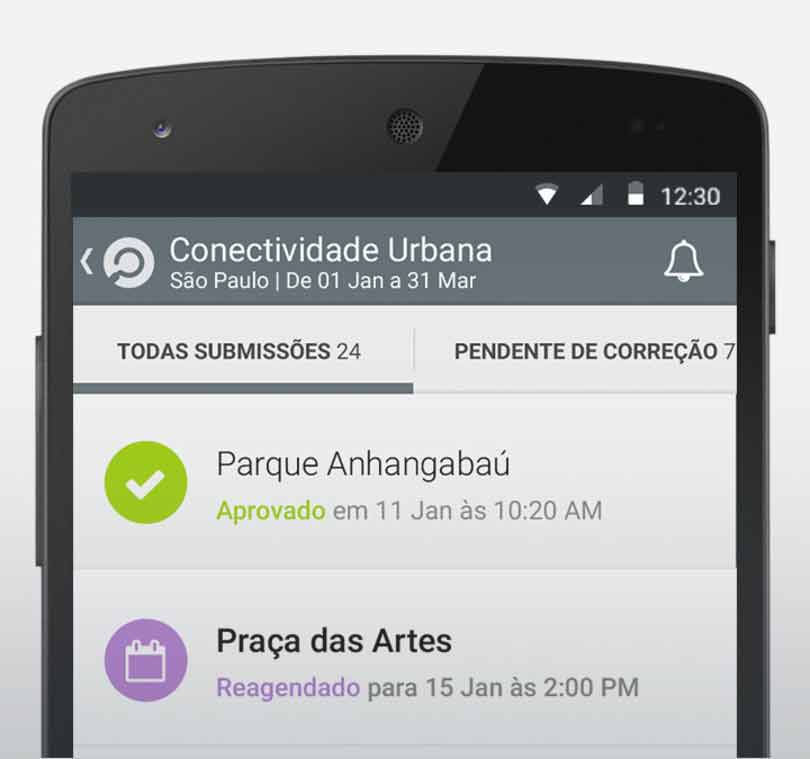 12:30
Conectividade Urbana
São Paulo | De 01 Jan a 31 Mar
TODAS SUBMISSÕES 24
PENDENTE DE CORREÇÃO 7
Parque Anhangabaú
Aprovado em 11 Jan às 10:20 AM
Praça das Artes
Reagendado para 15 Jan às 2:00 PM